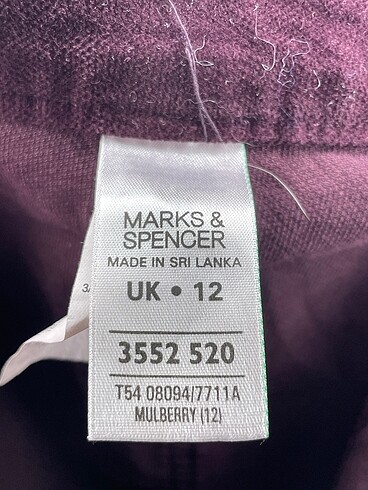 MARKS &
SPENCER
MADE IN SRI LANKA
UK • 12
3552 520
T54 08094/7711A
MULBERRY (12)